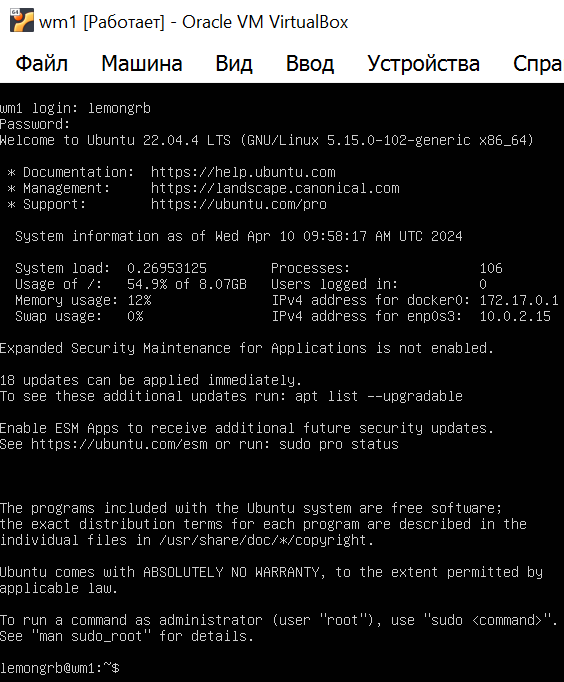 wm1 [Работает] - Oracle VM VirtualBox
Файл Машина Вид Ввод Устройства Спра
wm1 login: lemongrb
Password:
Welcome to Ubuntu 22.04.4 LTS (GNU/Linux 5.15.0-102-generic x86_64)
* Documentation: https://help.ubuntu.com
* Management: https://landscape.canonical.com
* Support: https://ubuntu.com/pro
System information as of Wed Apr 10 09:58:17 AM UTC 2024
System load: 0.26953125 Processes: 106
Usage of /: 54.9% of 8.07GB Users logged in: 0
Memory usage: 12% IPv4 address for docker0: 172.17.0.1
Swap usage: 0% IPv4 address for enp0s3: 10.0.2.15
Expanded Security Maintenance for Applications is not enabled.
18 updates can be applied immediately.
To see these additional updates run: apt list --upgradable
Enable ESM Apps to receive additional future security updates.
See https://ubuntu.com/esm or run: sudo pro status
The programs included with the Ubuntu system are free software;
the exact distribution terms for each program are described in the
individual files in /usr/share/doc/*/copyright.
Ubuntu comes with ABSOLUTELY NO WARRANTY, to the extent permitted by
applicable law.
To run a command as administrator (user "root"), use "sudo <command>".
See "man sudo_root" for details.
lemongrb@wm1:~$